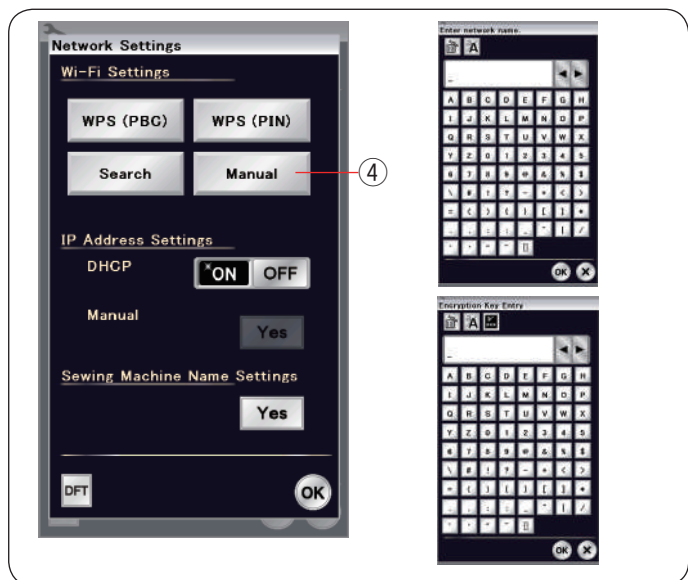 Network Settings
Wi-Fi Settings
WPS (PBC) WPS (PIN)
Search Manual ④
IP Address Settings
DHCP ON OFF
Manual
Yes
Sewing Machine Name Settings
Yes
DFT OK
Enter network name.
A
A B C D E F G H
I J K L M N O P
Q R S T U V W X
Y Z 0 1 2 3 4 5
6 7 8 9 @ & % $
\ # ! ? - + < >
= ( ) { } [ ]
| /
OK X
Encryption Key Entry
A
A B C D E F G H
I J K L M N O P
Q R S T U V W X
Y Z 0 1 2 3 4 5
6 7 8 9 @ & % $
\ # ! ? - + < >
= ( ) { } [ ]
| /
OK X